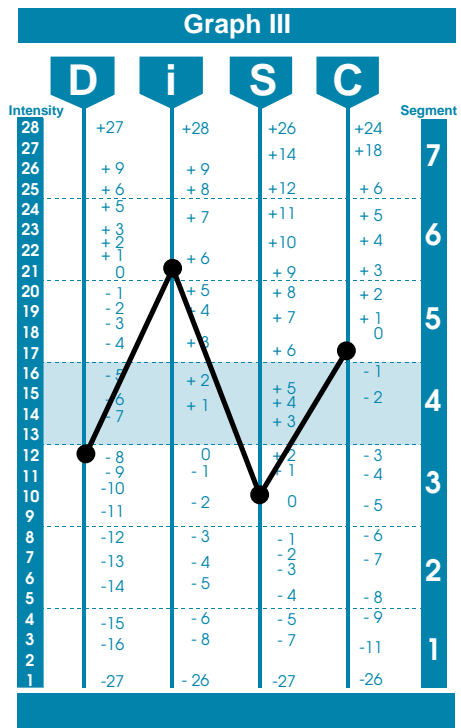 Graph III
D i S C
Intensity Segment
28 +27 +28 +26 +24
27 +14 +18 7
26 + 9 + 9
25 + 6 + 8 +12 + 6
24 + 5 + 7 +11 + 5
23 + 3 6
+ 2 +10 + 4
22 + 1 + 6
21 0 + 9 + 3
20 - 1 + 5 + 8 + 2
19 - 2 4 + 7 + 1 5
18 - 3 0
17 - 4 + 3 + 6
16 - 5 + 2 - 1
15 6 + 1 + 5 - 2 4
+ 4
14 - 7 + 3
13
12 - 8 0 + 2 - 3
11 - 9 - 1 + 1 - 4 3
10 -10 - 2 0
9 -11 - 5
8 -12 - 3 - 1 - 6
7 -13 - 4 - 2 - 7 2
- 3
6 -14 - 5
5 - 4 - 8
4 -15 - 6 - 5 - 9
3 -16 - 8 - 7 -11 1
2
1 -27 - 26 -27 -26